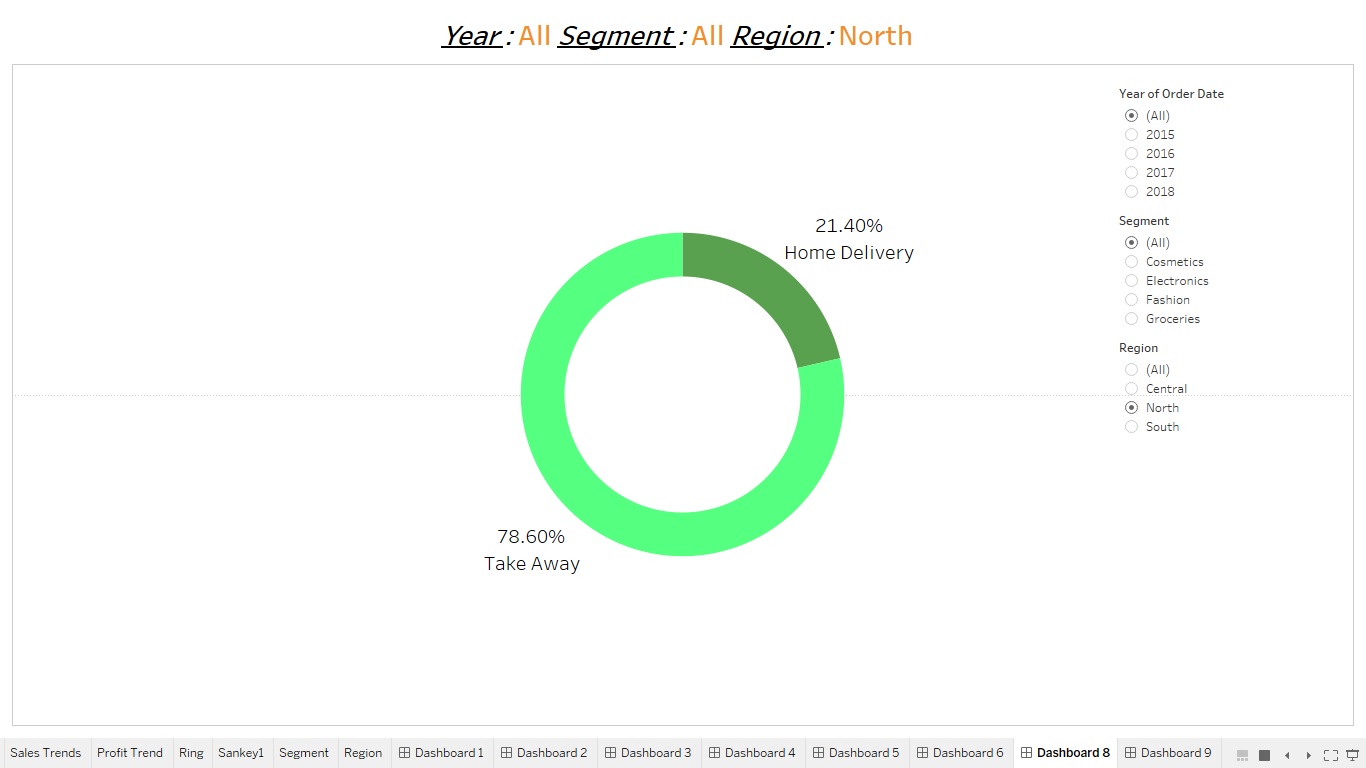 Year : All Segment : All Region : North
Year of Order Date
(All)
2015
2016
2017
2018
Segment
(All)
Cosmetics
Electronics
Fashion
Groceries
Region
(All)
Central
North
South
21.40%
Home Delivery
78.60%
Take Away
Sales Trends Profit Trend Ring Sankey1 Segment Region Dashboard 1 Dashboard 2 Dashboard 3 Dashboard 4 Dashboard 5 Dashboard 6 Dashboard 8 Dashboard 9